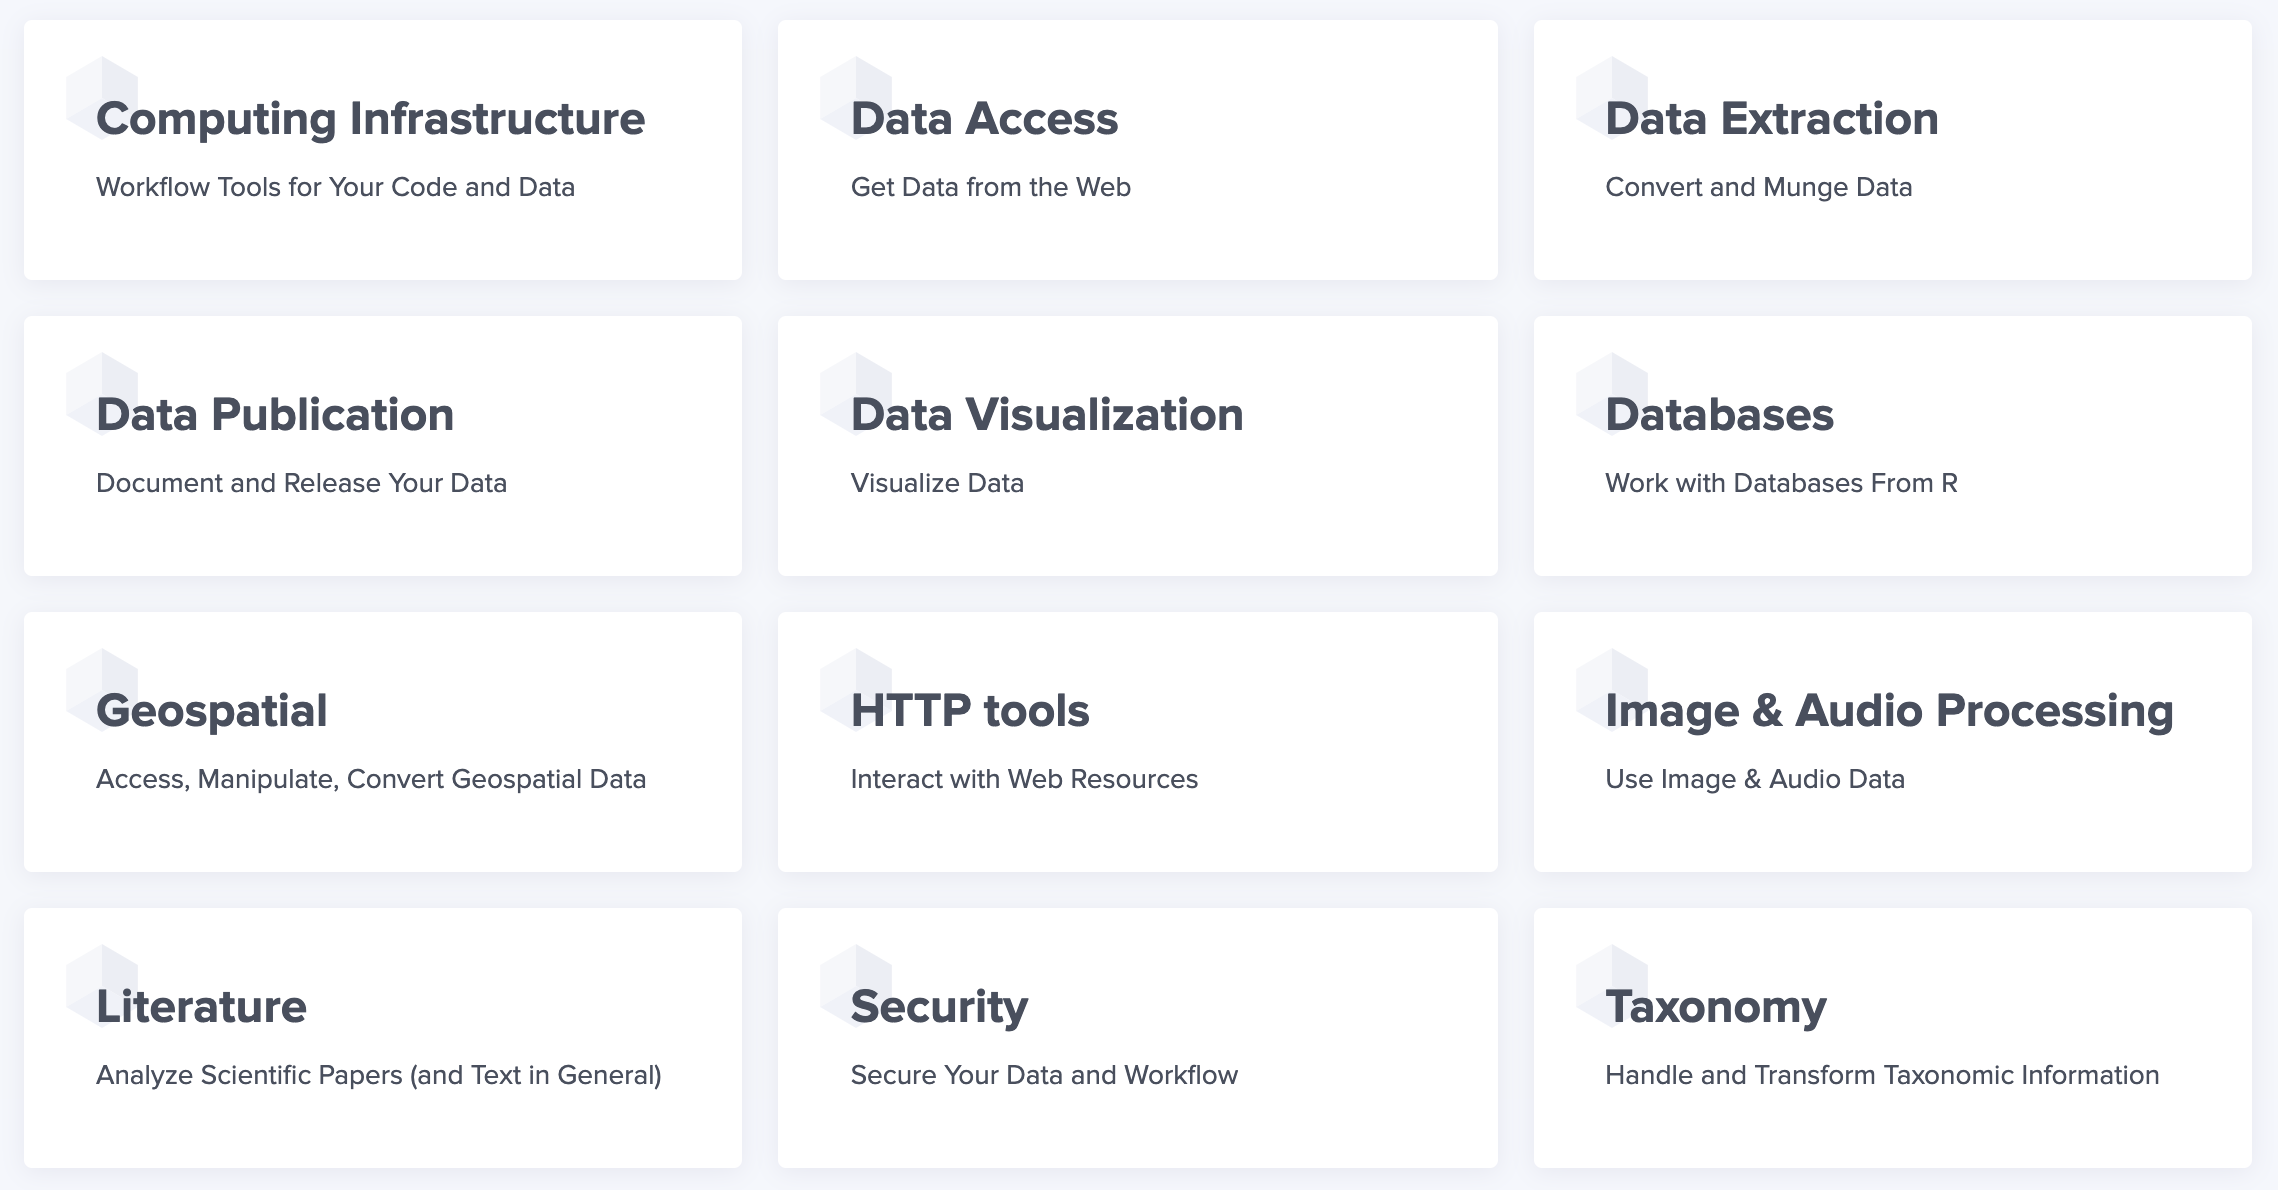 Computing Infrastructure
Workflow Tools for Your Code and Data
Data Access
Get Data from the Web
Data Extraction
Convert and Munge Data
Data Publication
Document and Release Your Data
Data Visualization
Visualize Data
Databases
Work with Databases From R
Geospatial
Access, Manipulate, Convert Geospatial Data
HTTP tools
Interact with Web Resources
Image & Audio Processing
Use Image & Audio Data
Literature
Analyze Scientific Papers (and Text in General)
Security
Secure Your Data and Workflow
Taxonomy
Handle and Transform Taxonomic Information